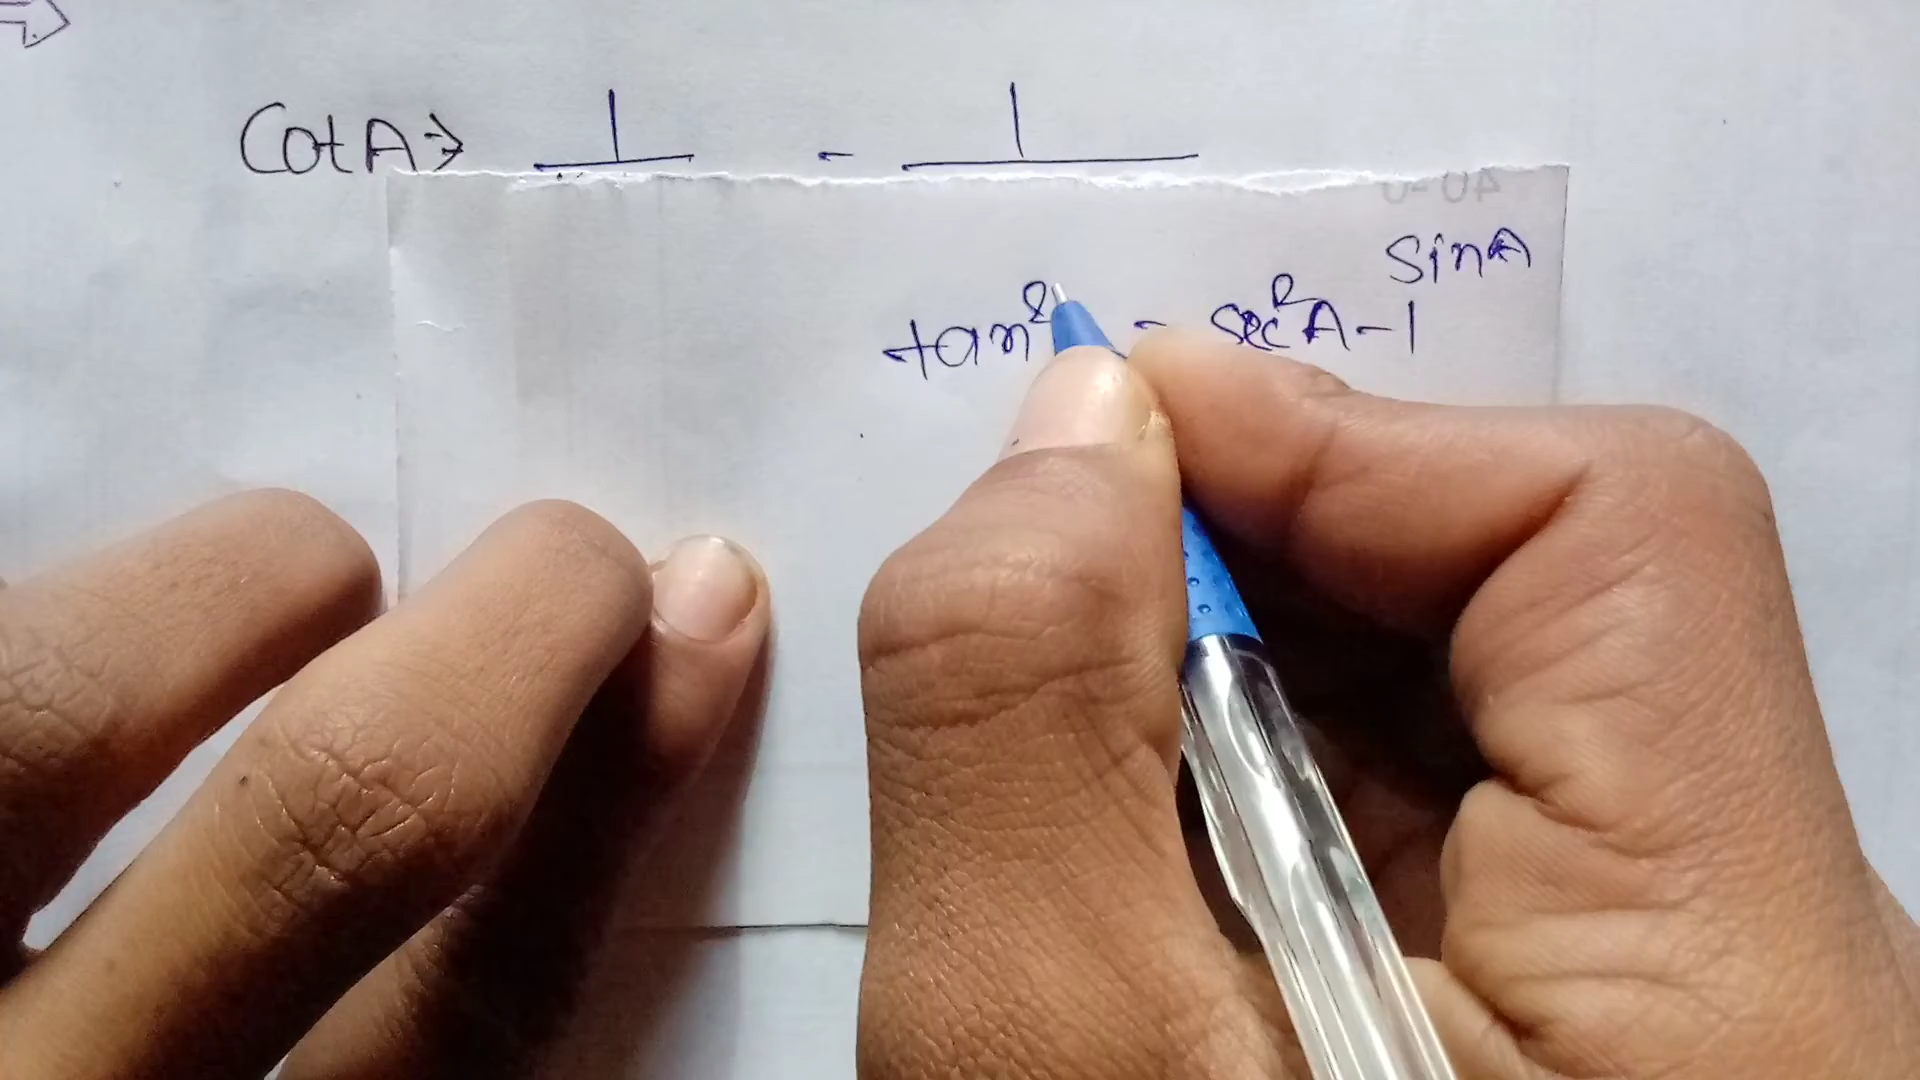 CotA ⇒ 1 - 1
SinA
tan² = Sec²A-1